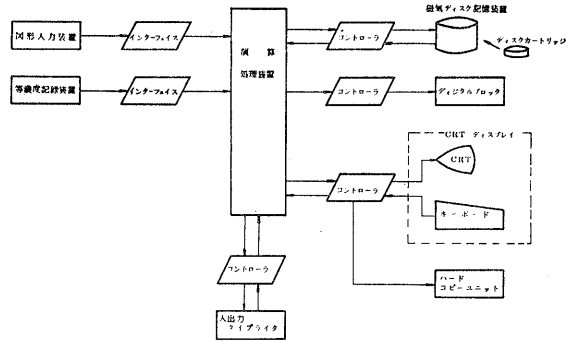 磁気ディスク記憶装置
図形入力装置
インターフェイス
演算
処理装置
コントローラ
ディスクカートリッジ
等濃度記録装置
インターフェイス
コントローラ
ディジタルプロッタ
CRT ディスプレイ
CRT
コントローラ
キーボード
コントローラ
ハード
コピーユニット
入出力
タイプライタ